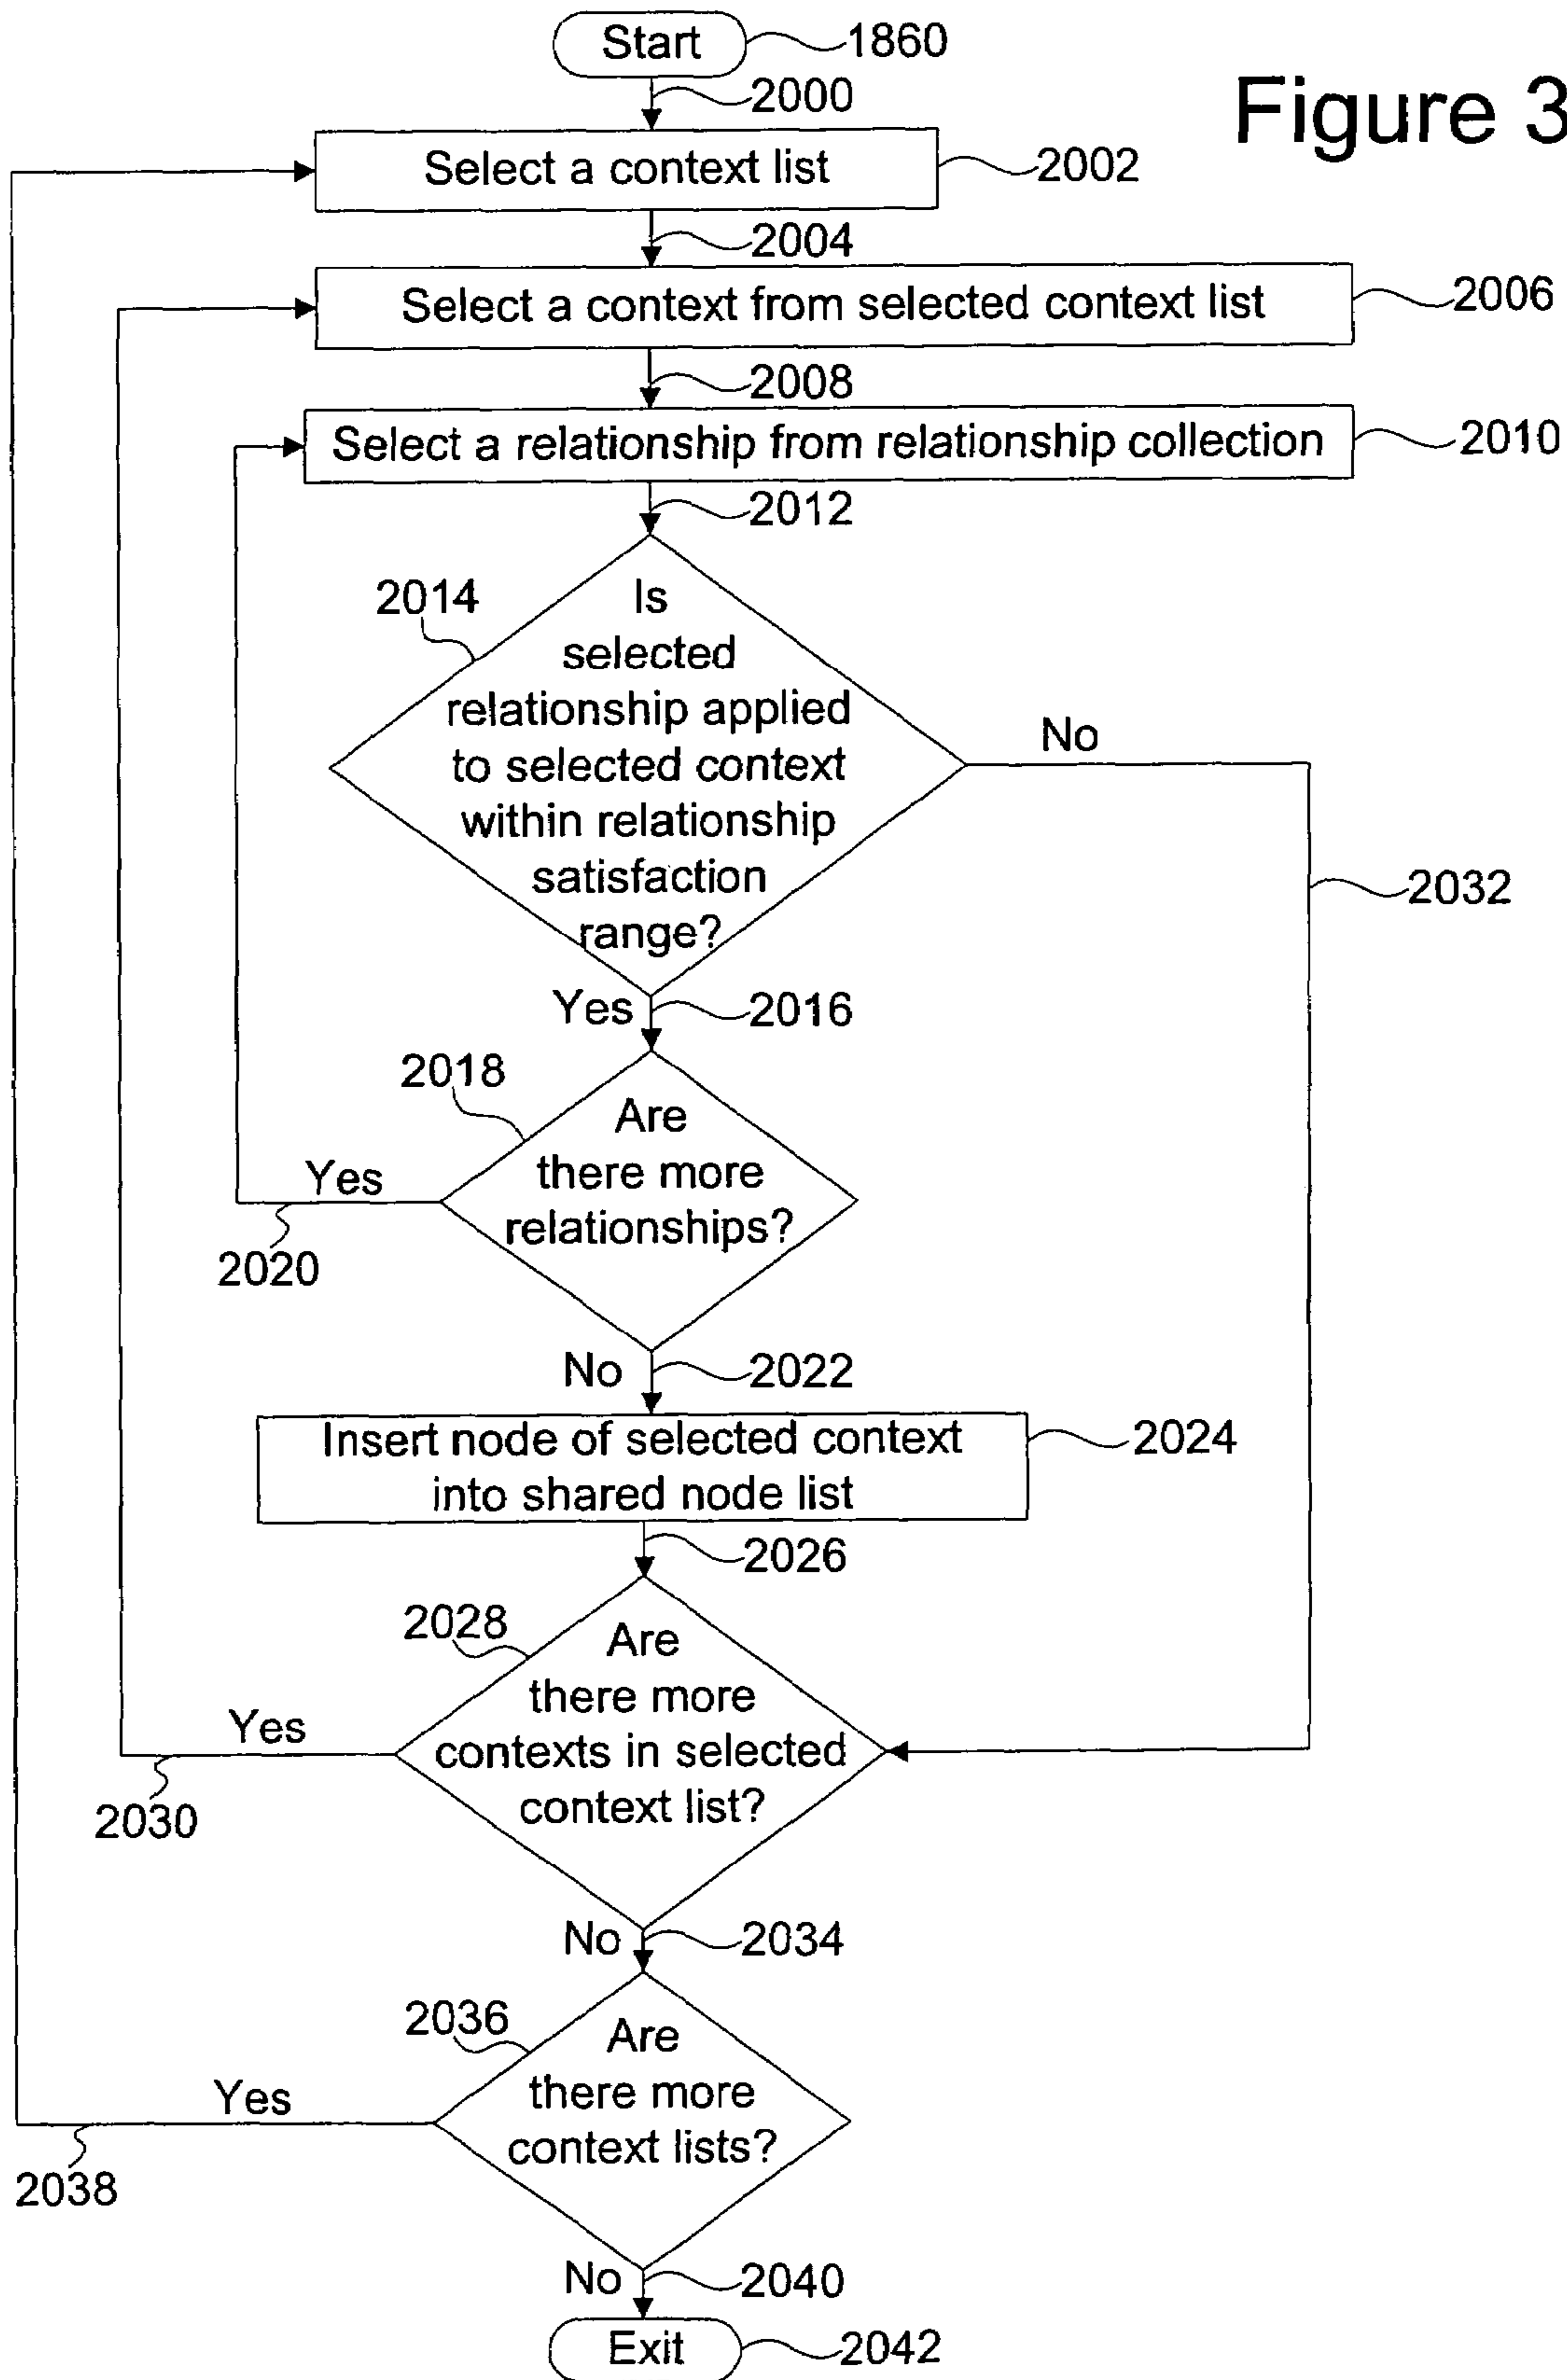 Start
1860
2000
Figure 3
Select a context list
2002
2004
Select a context from selected context list
2006
2008
Select a relationship from relationship collection
2010
2012
2014
Is
selected
relationship applied
to selected context
within relationship
satisfaction
range?
No
2032
Yes
2016
2018
Are
there more
relationships?
Yes
2020
No
2022
Insert node of selected context
into shared node list
2024
2026
2028
Are
there more
contexts in selected
context list?
Yes
2030
No
2034
2036
Are
there more
context lists?
Yes
2038
No
2040
Exit
2042